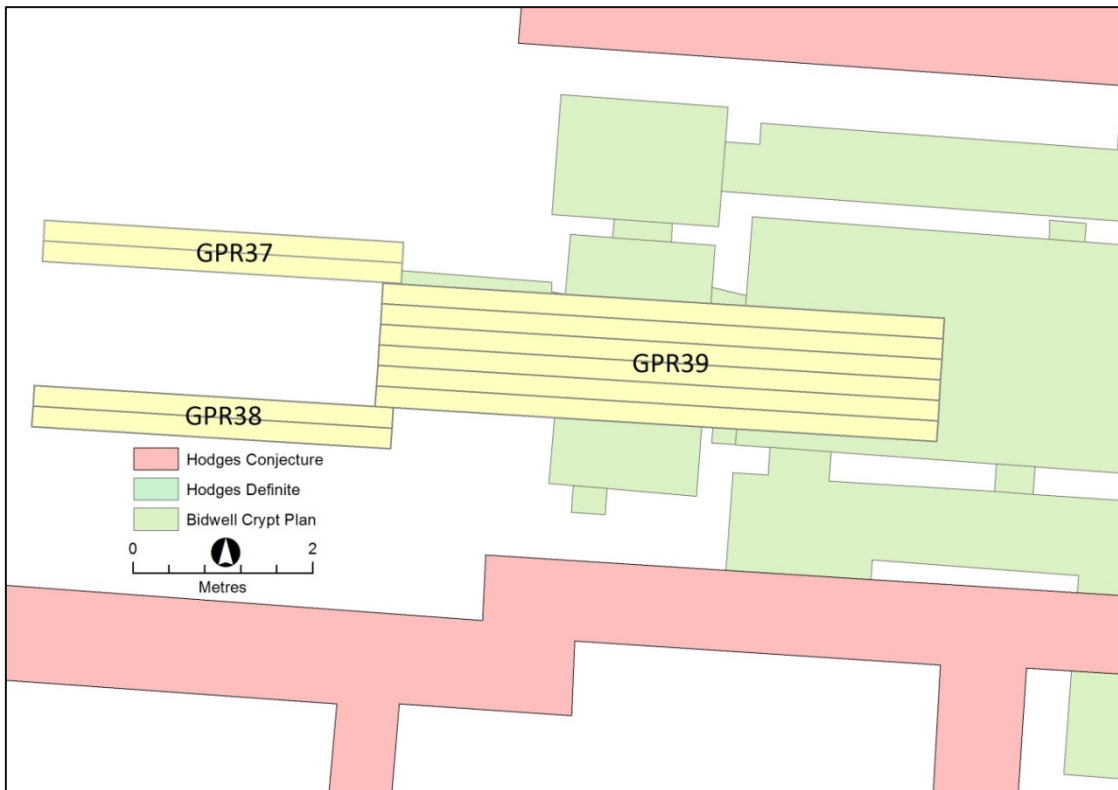 GPR37
GPR39
GPR38
Hodges Conjecture
Hodges Definite
Bidwell Crypt Plan
0 2
Metres